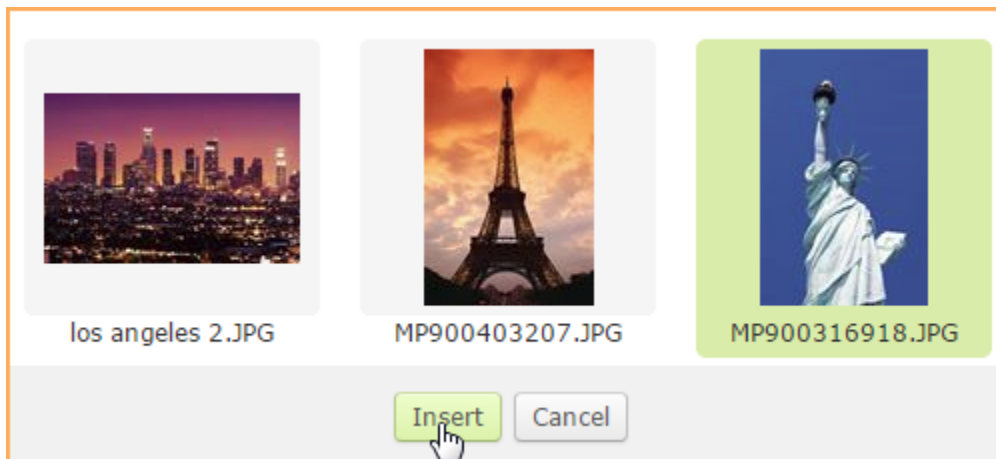 los angeles 2.JPG
MP900403207.JPG
MP900316918.JPG
Insert
Cancel